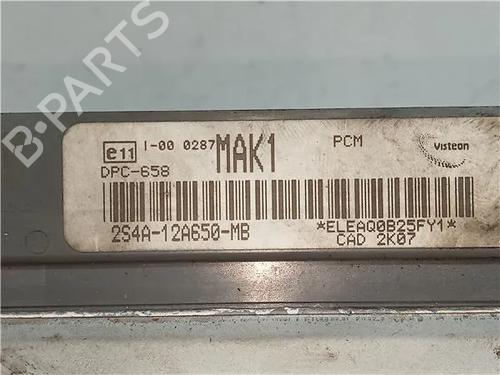 e11 I-00 0287 MAK1 PCM Visteon
DPC-658
2S4A-12A650-MB *ELEAQ0B25FY1*
CAD 2K07
B-Parts